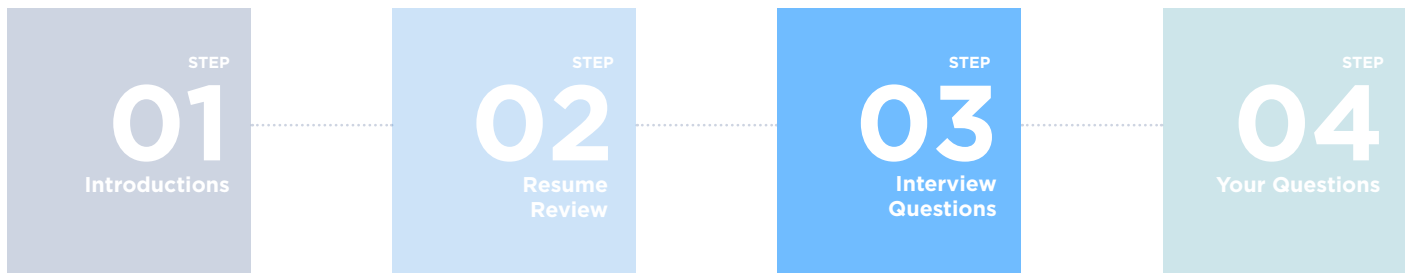 STEP
01
Introductions
STEP
02
Resume
Review
STEP
03
Interview
Questions
STEP
04
Your Questions